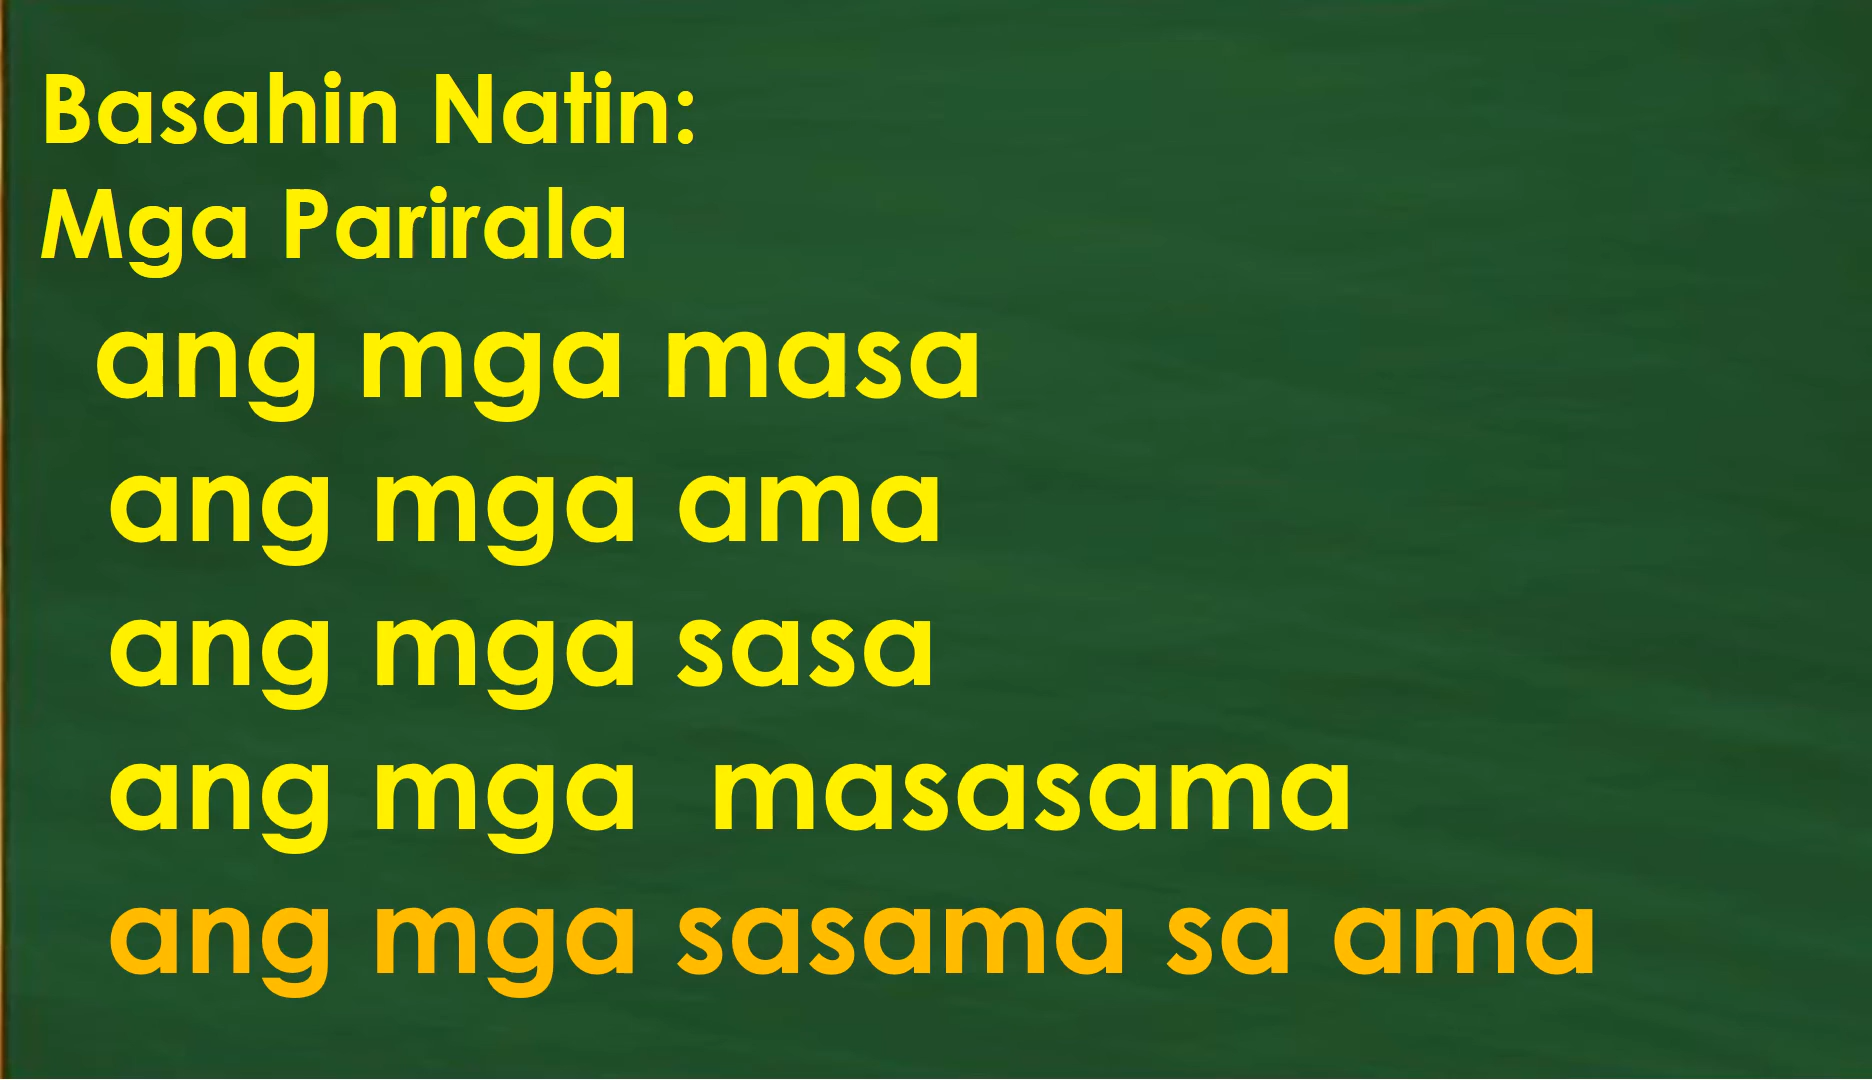 Basahin Natin:
Mga Parirala
ang mga masa
ang mga ama
ang mga sasa
ang mga masasama
ang mga sasama sa ama